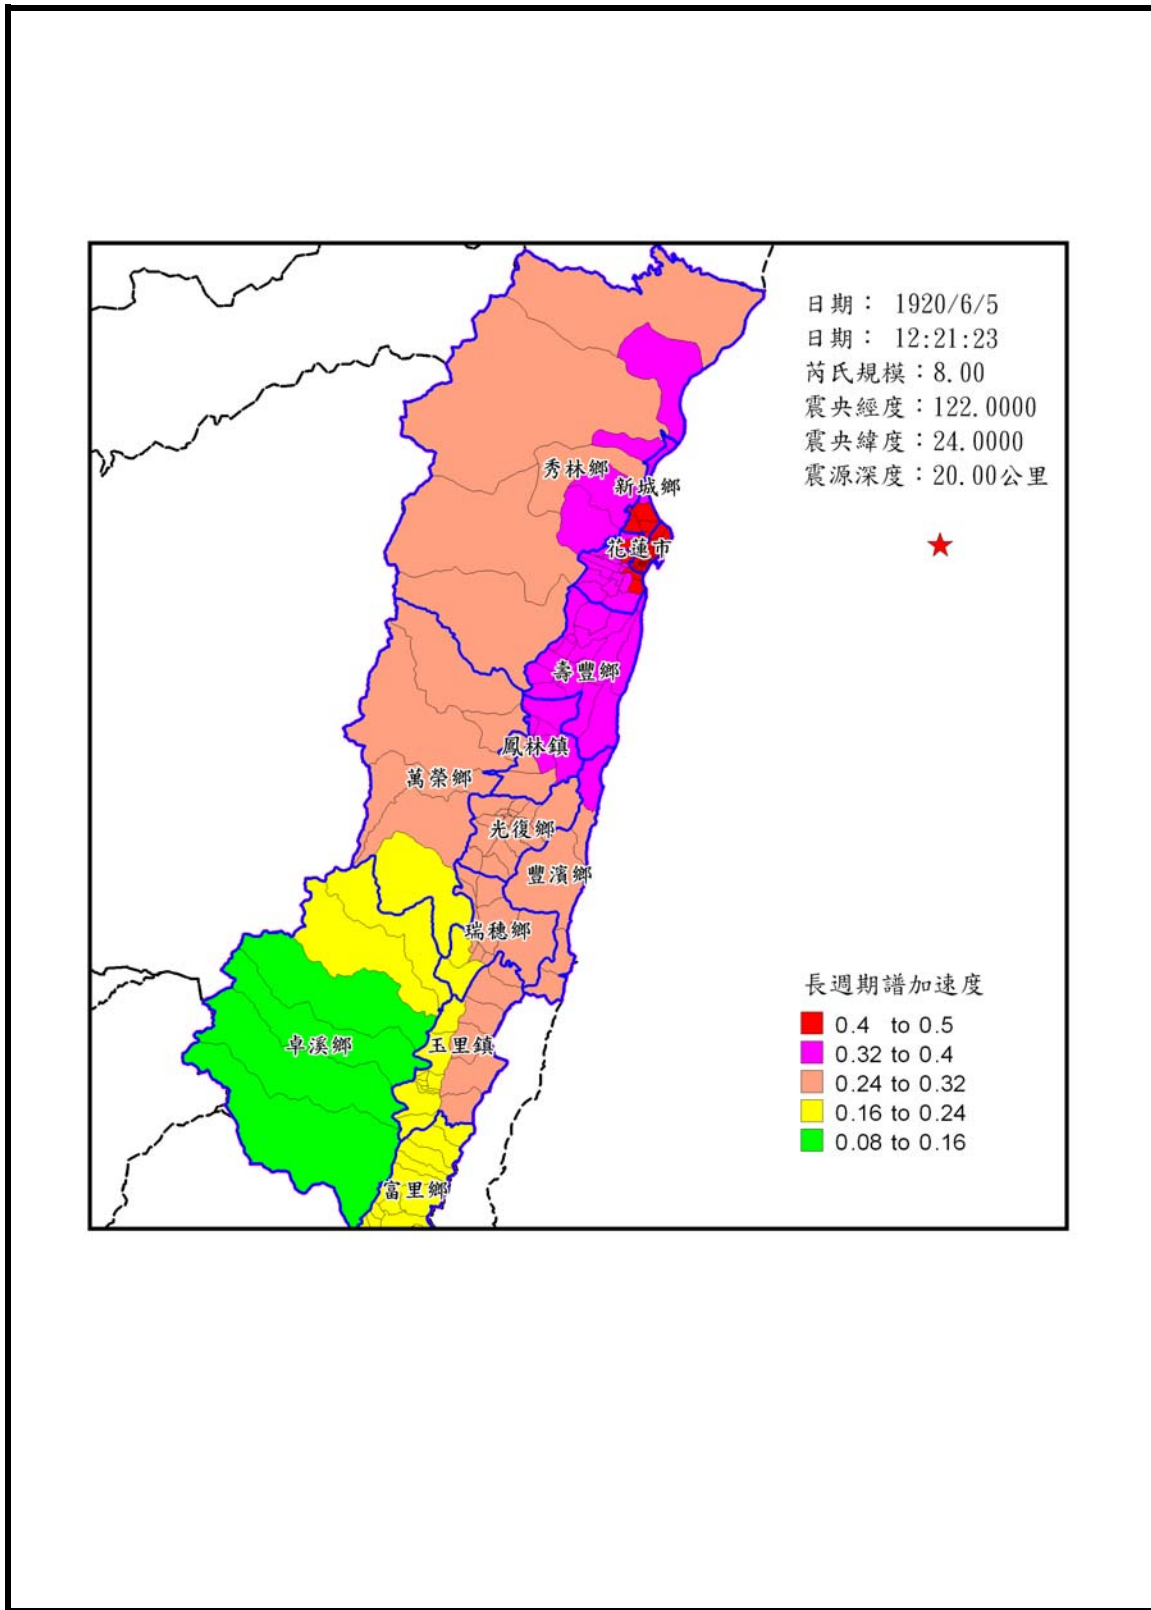 日期： 1920/6/5
日期： 12:21:23
芮氏規模：8.00
震央經度：122.0000
震央緯度：24.0000
震源深度：20.00公里
秀林鄉
新城鄉
花蓮市
壽豐鄉
鳳林鎮
萬榮鄉
光復鄉
豐濱鄉
瑞穗鄉
卓溪鄉
玉里鎮
富里鄉
長週期譜加速度
0.4 to 0.5
0.32 to 0.4
0.24 to 0.32
0.16 to 0.24
0.08 to 0.16